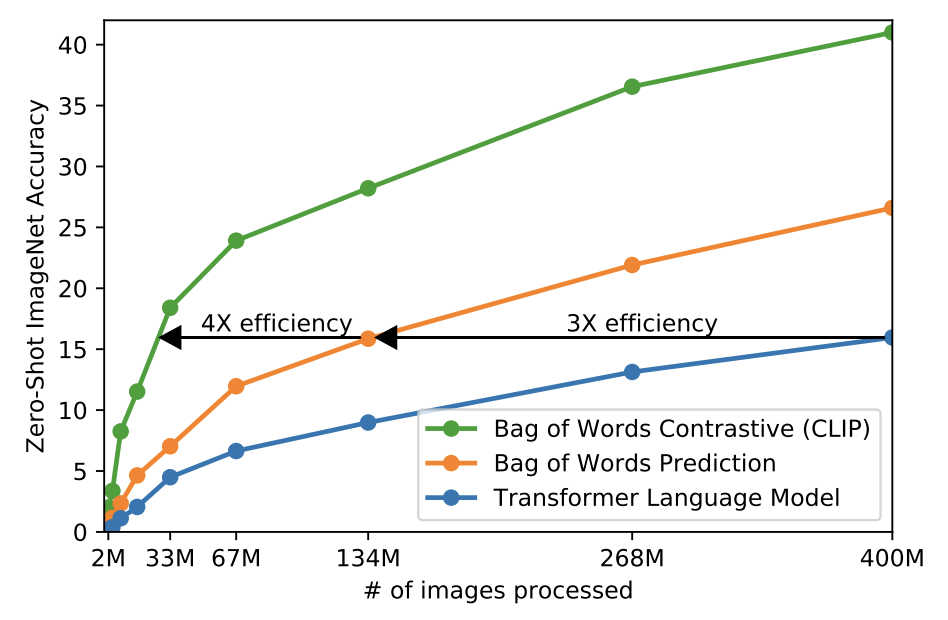 Zero-Shot ImageNet Accuracy
40
35
30
25
20
15
10
5
0
4X efficiency
3X efficiency
Bag of Words Contrastive (CLIP)
Bag of Words Prediction
Transformer Language Model
2M 33M 67M 134M 268M 400M
# of images processed